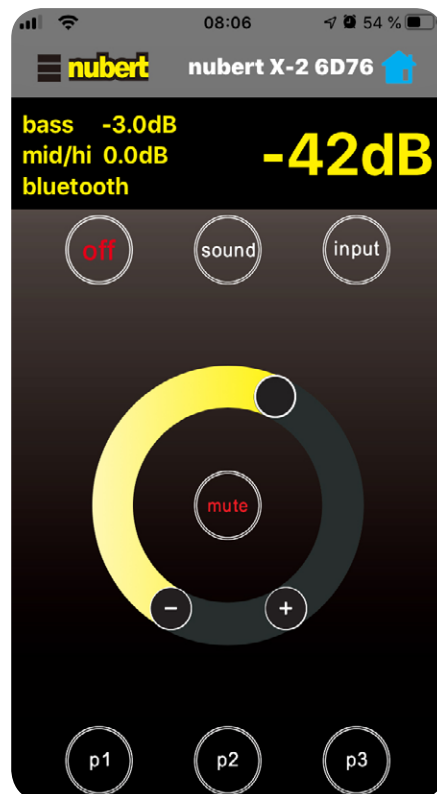 08:06 54 %
nubert nubert X-2 6D76
bass -3.0dB
mid/hi 0.0dB
-42dB
bluetooth
off sound input
mute
- +
p1 p2 p3